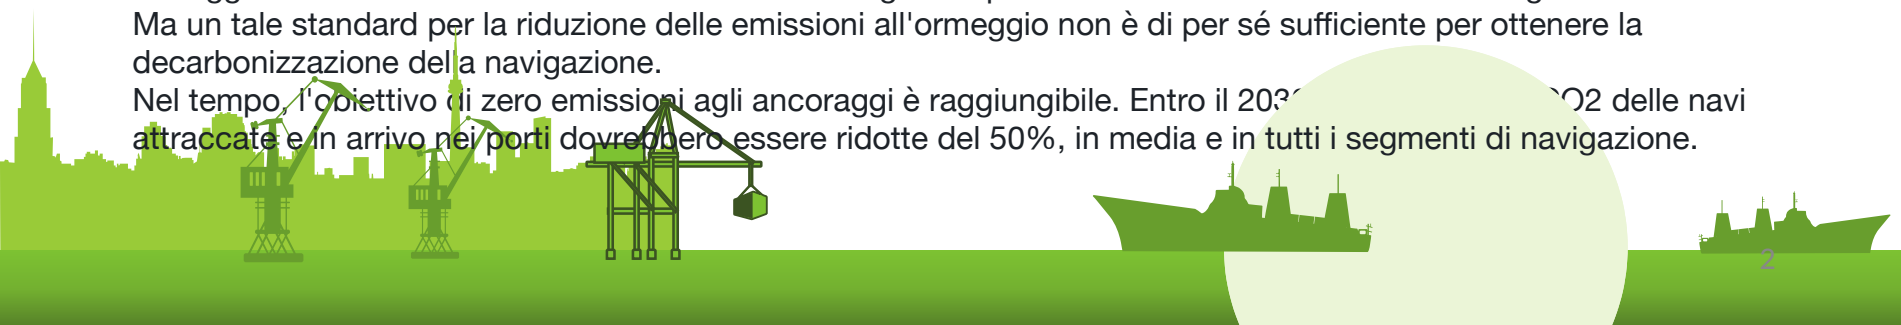 Ma un tale standard per la riduzione delle emissioni all'ormeggio non è di per sé sufficiente per ottenere la
decarbonizzazione della navigazione.
Nel tempo, l'obiettivo di zero emissioni agli ancoraggi è raggiungibile. Entro il delle navi
attraccate e in arrivo nei porti dovrebbero essere ridotte del 50%, in media e in tutti i segmenti di navigazione.
2